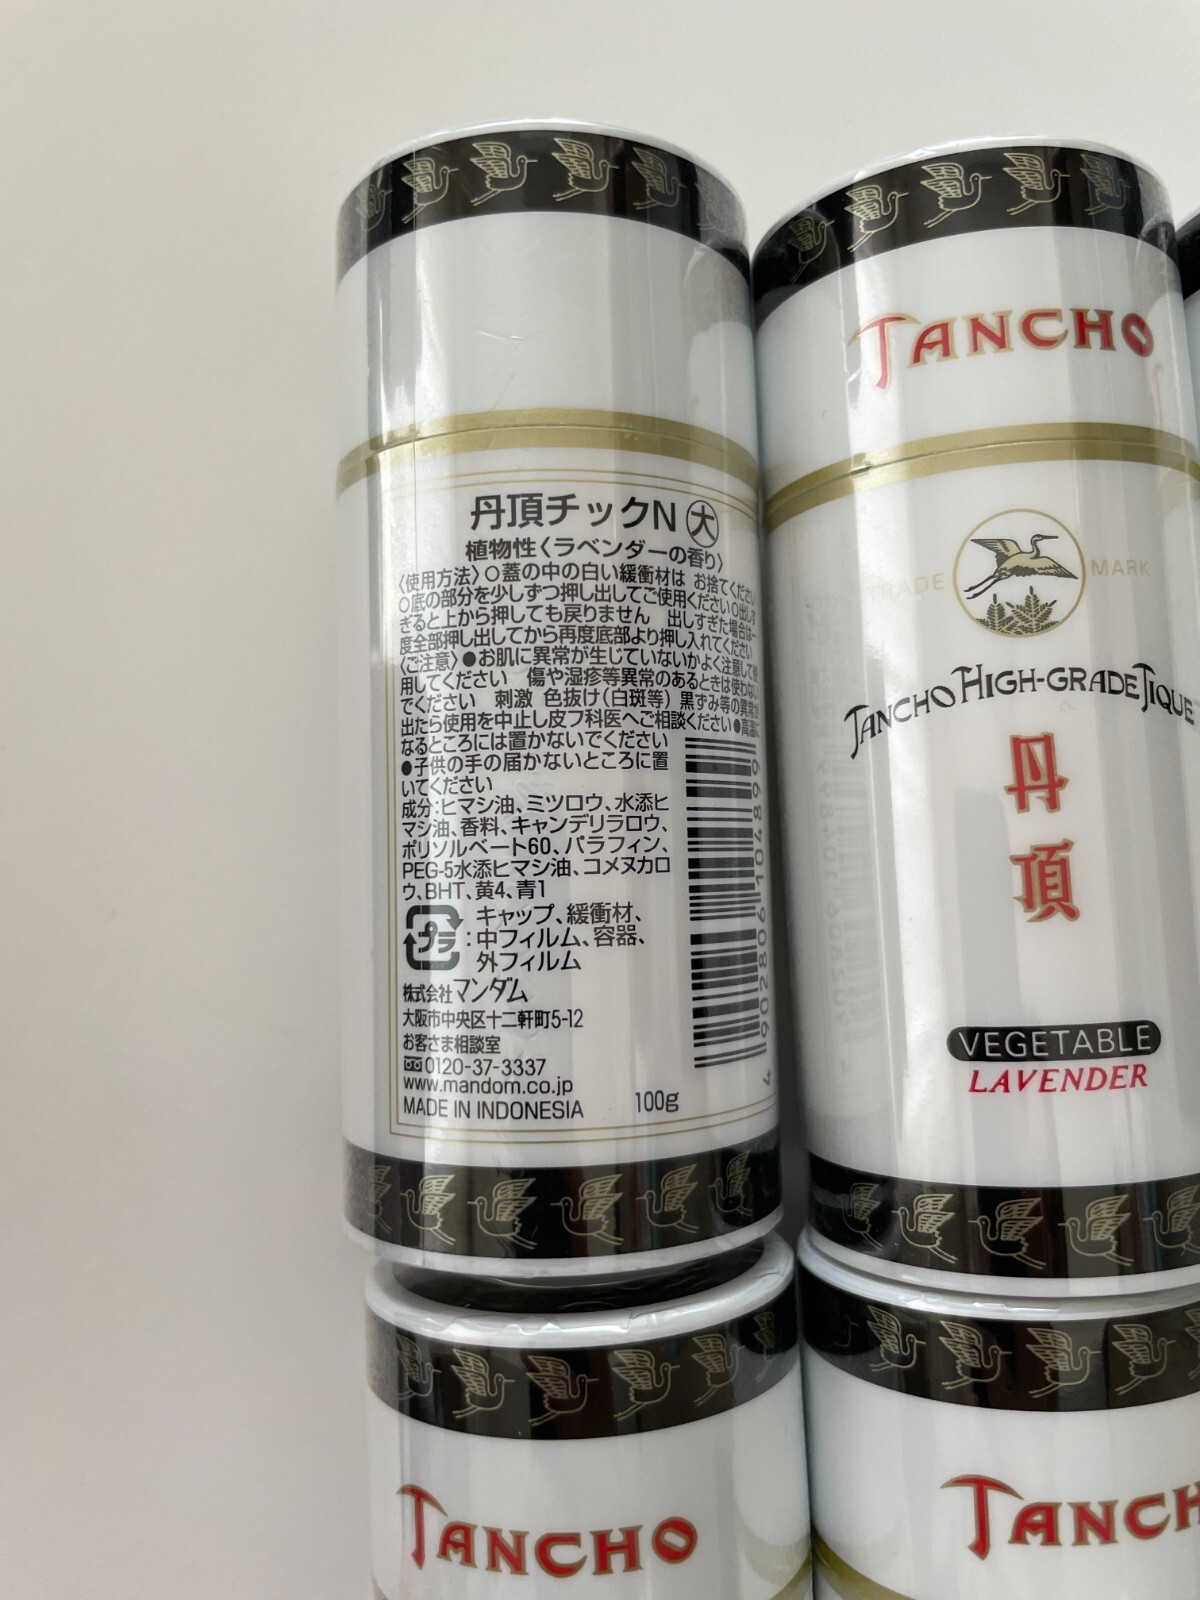 丹頂チックN 大
植物性〈ラベンダーの香り〉
〈使用方法〉○蓋の中の白い緩衝材は お捨てください
○底の部分を少しずつ押し出してご使用ください○出しす
ぎると上から押しても戻りません 出しすぎた場合は一
度全部押し出してから再度底部より押し入れてください
〈ご注意〉●お肌に異常が生じていないかよく注意して使
用してください 傷や湿疹等異常のあるときは使わない
でください 刺激 色抜け(白斑等) 黒ずみ等の異常が
出たら使用を中止し皮フ科医へご相談ください●高温に
なるところには置かないでください
●子供の手の届かないところに置
いてください
成分:ヒマシ油、ミツロウ、水添ヒ
マシ油、香料、キャンデリラロウ、
ポリソルベート60、パラフィン、
PEG-5水添ヒマシ油、コメヌカロ
ウ、BHT、黄4、青1
プラ
:
キャップ、緩衝材、
中フィルム、容器、
外フィルム
株式会社マンダム
大阪市中央区十二軒町5-12
お客さま相談室
0120-37-3337
www.mandom.co.jp
MADE IN INDONESIA 100g
4 902806 104899
TANCHO
TRADE MARK
TANCHO HIGH-GRADE TIQUE
丹
頂
VEGETABLE
LAVENDER
TANCHO
TANCH